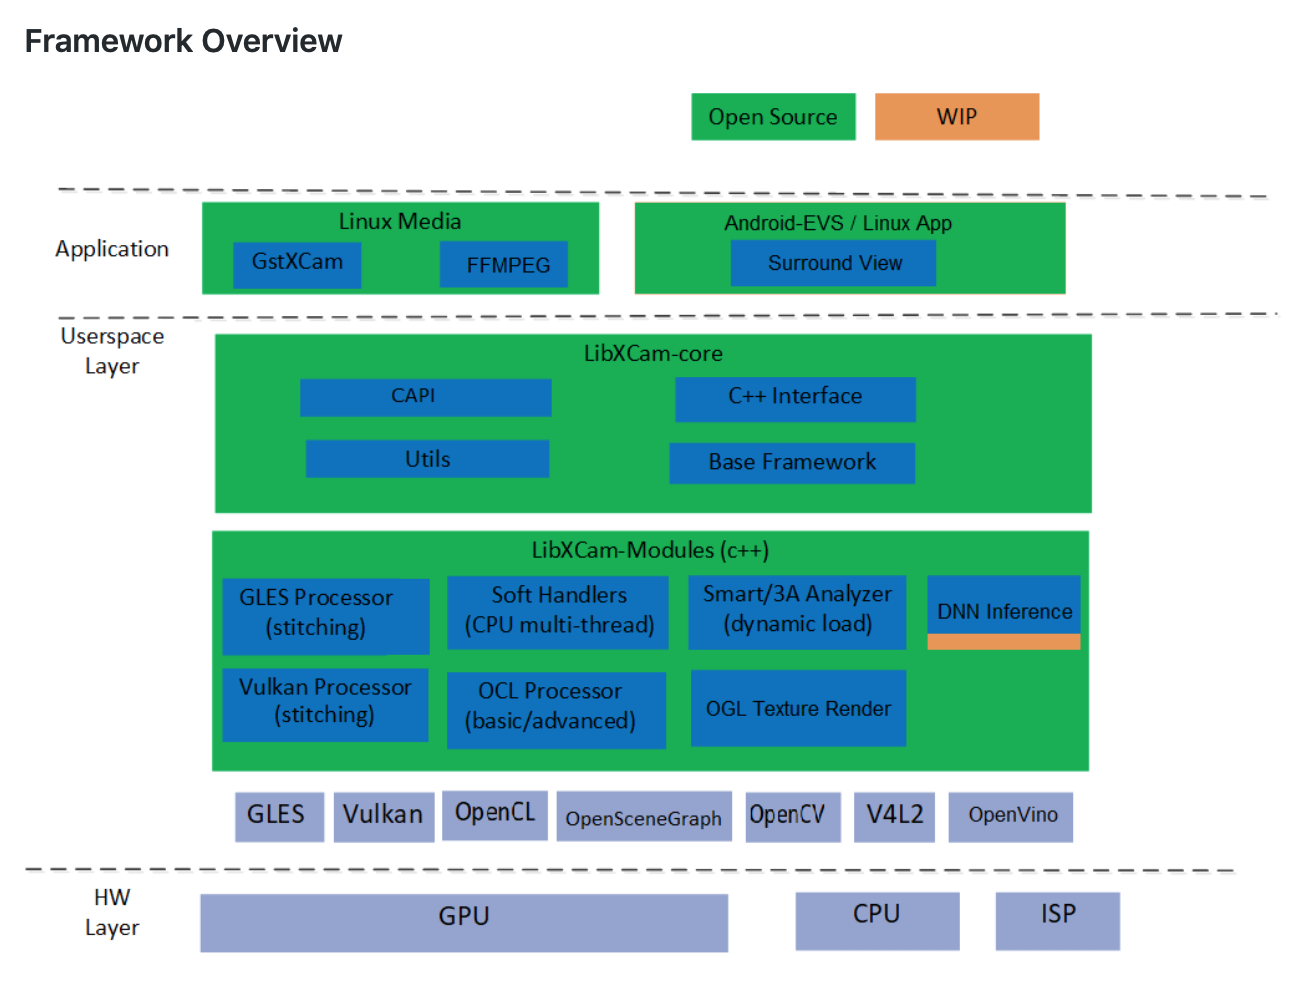 Framework Overview
Open Source
WIP
Application
Linux Media
GstXCam
FFMPEG
Android-EVS / Linux App
Surround View
Userspace
Layer
LibXCam-core
CAPI
C++ Interface
Utils
Base Framework
LibXCam-Modules (c++)
GLES Processor
(stitching)
Soft Handlers
(CPU multi-thread)
Smart/3A Analyzer
(dynamic load)
DNN Inference
Vulkan Processor
(stitching)
OCL Processor
(basic/advanced)
OGL Texture Render
GLES
Vulkan
OpenCL
OpenSceneGraph
OpenCV
V4L2
OpenVino
HW
Layer
GPU
CPU
ISP